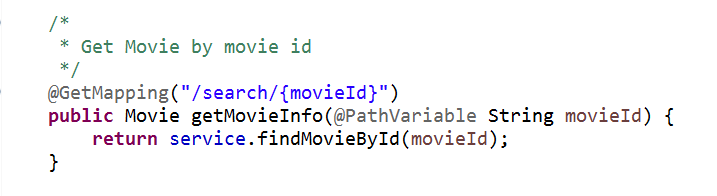 /*
 * Get Movie by movie id
 */
@GetMapping("/search/{movieId}")
public Movie getMovieInfo(@PathVariable String movieId) {
    return service.findMovieById(movieId);
}